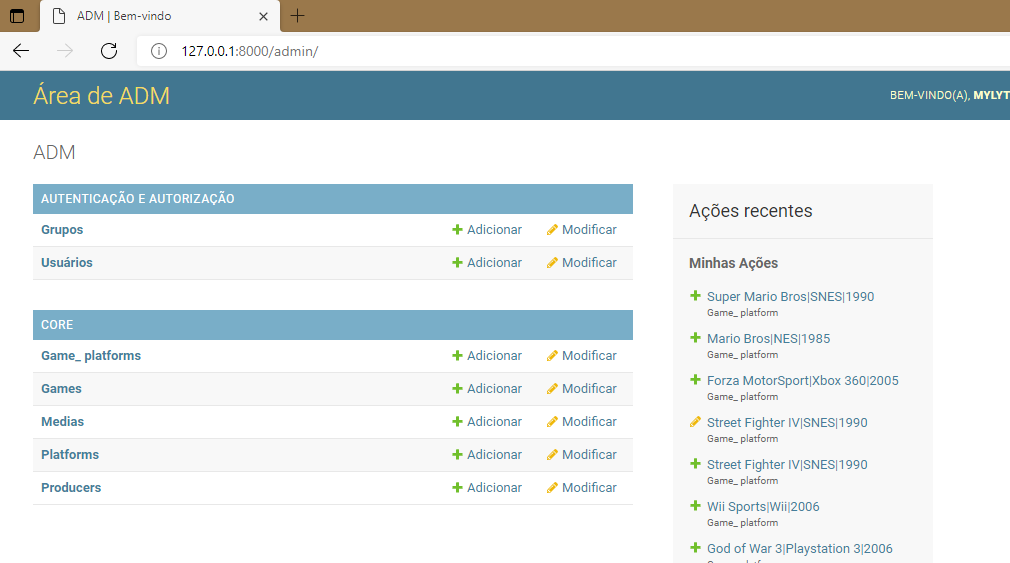 ADM | Bem-vindo
127.0.0.1:8000/admin/
Área de ADM
BEM-VINDO(A), MYLYT
ADM
AUTENTICAÇÃO E AUTORIZAÇÃO
Grupos Adicionar Modificar
Usuários Adicionar Modificar
CORE
Game_ platforms Adicionar Modificar
Games Adicionar Modificar
Medias Adicionar Modificar
Platforms Adicionar Modificar
Producers Adicionar Modificar
Ações recentes
Minhas Ações
Super Mario Bros|SNES|1990
Game_ platform
Mario Bros|NES|1985
Game_ platform
Forza MotorSport|Xbox 360|2005
Game_ platform
Street Fighter IV|SNES|1990
Game_ platform
Street Fighter IV|SNES|1990
Game_ platform
Wii Sports|Wii|2006
Game_ platform
God of War 3|Playstation 3|2006